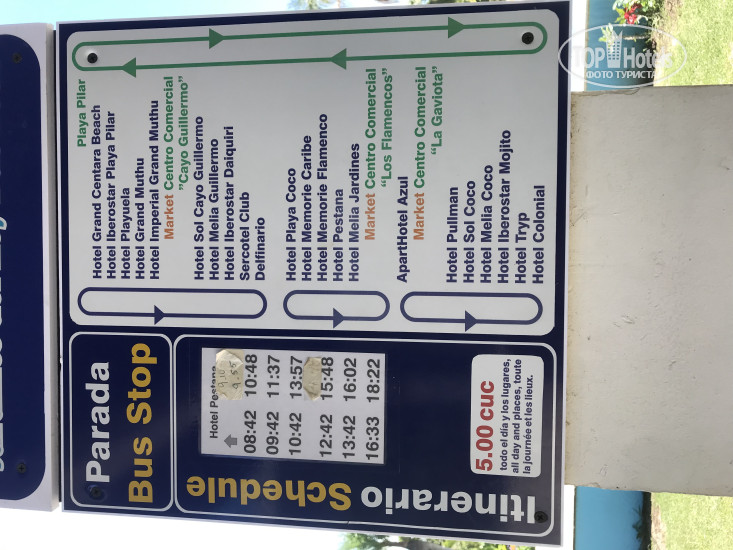 Playa Pilar
Hotel Grand Centara Beach
Hotel Iberostar Playa Pilar
Hotel Playuela
Hotel Grand Muthu
Hotel Imperial Grand Muthu
Market Centro Comercial
"Cayo Guillermo"
Hotel Sol Cayo Guillermo
Hotel Melia Guillermo
Hotel Iberostar Daiquiri
Sercotel Club
Delfinario
Hotel Playa Coco
Hotel Memorie Caribe
Hotel Memorie Flamenco
Hotel Pestana
Hotel Melia Jardines
Market Centro Comercial
"Los Flamencos"
ApartHotel Azul
Market Centro Comercial
"La Gaviota"
Hotel Pullman
Hotel Sol Coco
Hotel Melia Coco
Hotel Iberostar Mojito
Hotel Tryp
Hotel Colonial
Parada
Bus Stop
Itinerario Schedule
Hotel Pestana
08:42 10:48
09:42 11:37
10:42 13:57
12:42 15:48
13:42 16:02
16:33 18:22
5.00 cuc
todo el día y los lugares,
all day and places, toute
la journée et les lieux.
TOP Hotels
ФОТО ТУРИСТА